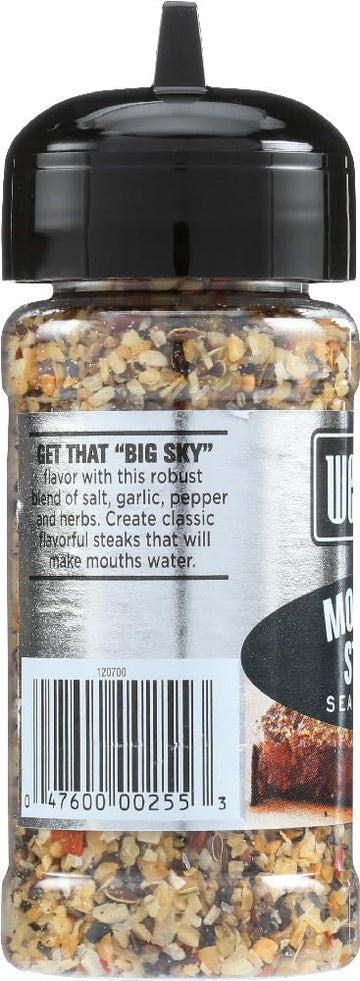 GET THAT “BIG SKY”
flavor with this robust
blend of salt, garlic, pepper
and herbs. Create classic
flavorful steaks that will
make mouths water.
120700
0 47600 00255 3